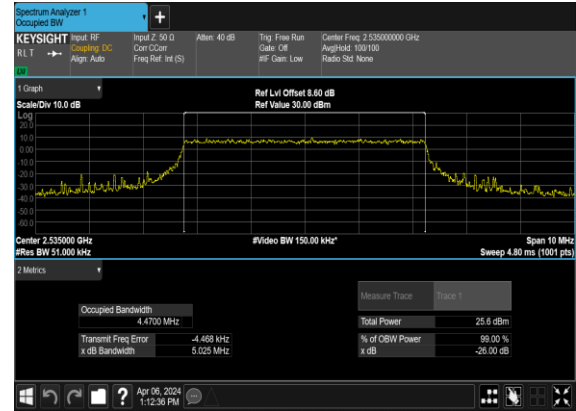 Spectrum Analyzer 1
Occupied BW
+
KEYSIGHT Input: RF Input Z: 50 Ω Atten: 40 dB Trig: Free Run Center Freq: 2.535000000 GHz
RLT Coupling: DC Corr CCorr Gate: Off Avg|Hold: 100/100
Align: Auto Freq Ref: Int (S) #IF Gain: Low Radio Std: None
LV
1 Graph
Ref Lvl Offset 8.60 dB
Scale/Div 10.0 dB Ref Value 30.00 dBm
Log
20.0
10.0
0.00
-10.0
-20.0
-30.0
-40.0
-50.0
-60.0
Center 2.535000 GHz #Video BW 150.00 kHz* Span 10 MHz
#Res BW 51.000 kHz Sweep 4.80 ms (1001 pts)
2 Metrics
Measure Trace Trace 1
Occupied Bandwidth
4.4700 MHz
Total Power 25.6 dBm
Transmit Freq Error -4.468 kHz % of OBW Power 99.00 %
x dB Bandwidth 5.025 MHz x dB -26.00 dB
? Apr 06, 2024
1:12:36 PM